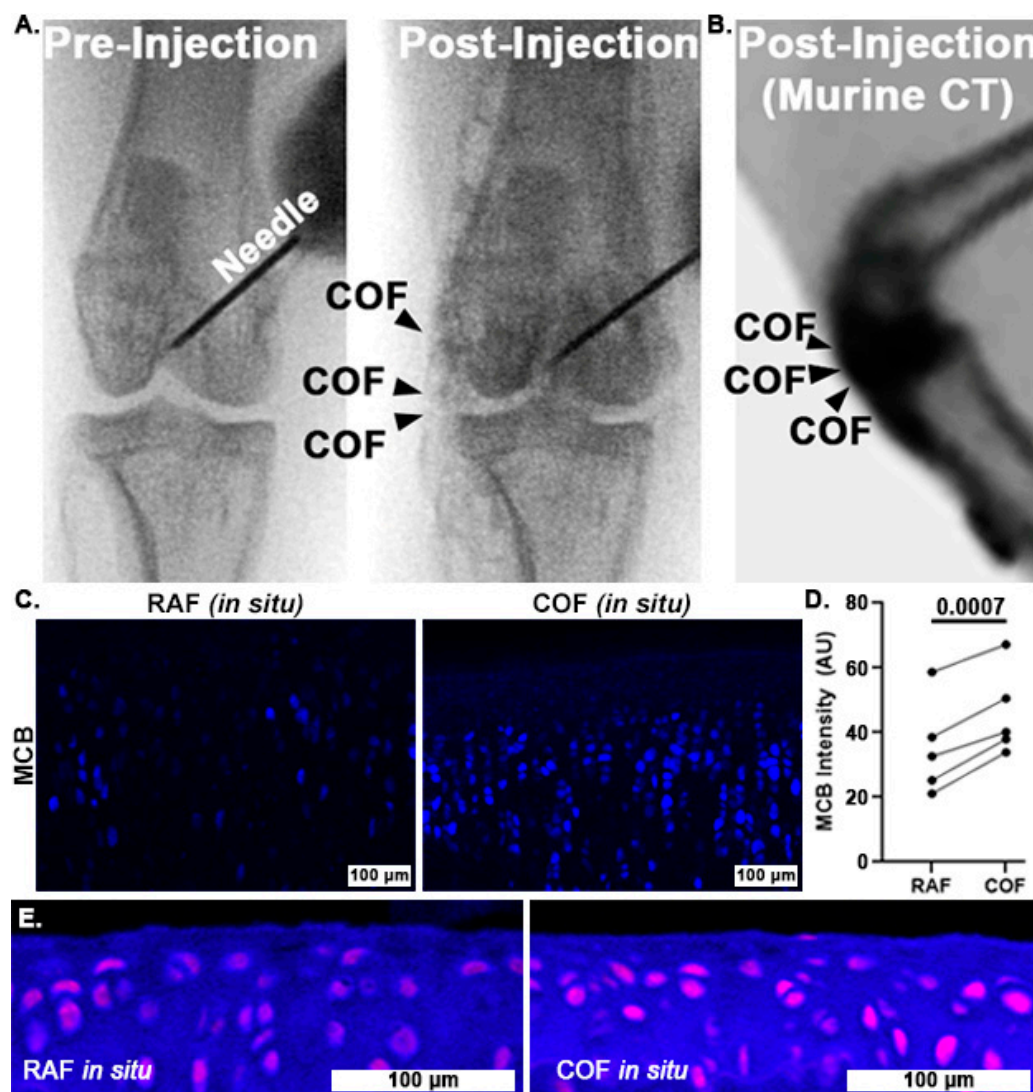 A.
Pre-Injection
Post-Injection
Needle
COF
COF
COF
B.
Post-Injection
(Murine CT)
COF
COF
COF
C.
RAF (in situ)
COF (in situ)
MCB
100 µm
100 µm
D.
0.0007
MCB Intensity (AU)
80
60
40
20
0
RAF
COF
E.
RAF in situ
100 µm
COF in situ
100 µm